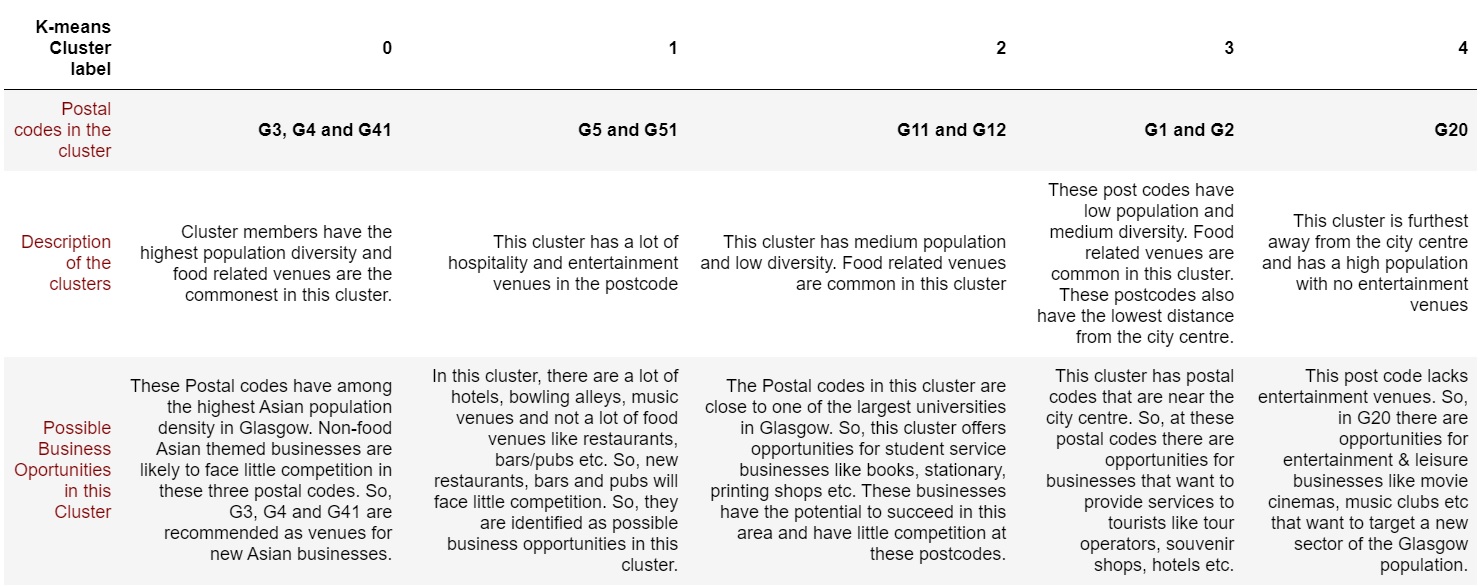 K-means
Cluster
label
0
1
2
3
4
Postal
codes in the
cluster
G3, G4 and G41
G5 and G51
G11 and G12
G1 and G2
G20
Description
of the
clusters
Cluster members have the
highest population diversity and
food related venues are the
commonest in this cluster.
This cluster has a lot of
hospitality and entertainment
venues in the postcode
This cluster has medium population
and low diversity. Food related venues
are common in this cluster
These post codes have
low population and
medium diversity. Food
related venues are
common in this cluster.
These postcodes also
have the lowest distance
from the city centre.
This cluster is furthest
away from the city centre
and has a high population
with no entertainment
venues
Possible
Business
Oportunities
in this
Cluster
These Postal codes have among
the highest Asian population
density in Glasgow. Non-food
Asian themed businesses are
likely to face little competition in
these three postal codes. So,
G3, G4 and G41 are
recommended as venues for
new Asian businesses.
In this cluster, there are a lot of
hotels, bowling alleys, music
venues and not a lot of food
venues like restaurants,
bars/pubs etc. So, new
restaurants, bars and pubs will
face little competition. So, they
are identified as possible
business opportunities in this
cluster.
The Postal codes in this cluster are
close to one of the largest universities
in Glasgow. So, this cluster offers
opportunities for student service
businesses like books, stationary,
printing shops etc. These businesses
have the potential to succeed in this
area and have little competition at
these postcodes.
This cluster has postal
codes that are near the
city centre. So, at these
postal codes there are
opportunities for
businesses that want to
provide services to
tourists like tour
operators, souvenir
shops, hotels etc.
This post code lacks
entertainment venues. So,
in G20 there are
opportunities for
entertainment & leisure
businesses like movie
cinemas, music clubs etc
that want to target a new
sector of the Glasgow
population.